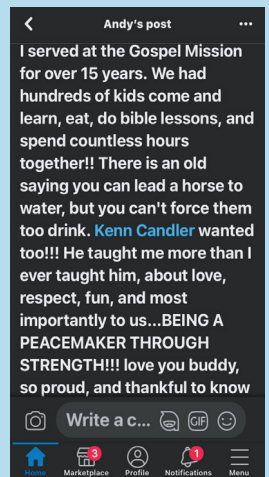 Andy's post
I served at the Gospel Mission
for over 15 years. We had
hundreds of kids come and
learn, eat, do bible lessons, and
spend countless hours
together!! There is an old
saying you can lead a horse to
water, but you can't force them
too drink. Kenn Candler wanted
too!!! He taught me more than I
ever taught him, about love,
respect, fun, and most
importantly to us...BEING A
PEACEMAKER THROUGH
STRENGTH!!! love you buddy,
so proud, and thankful to know
Write a c... GIF
3 1
Home Marketplace Profile Notifications Menu